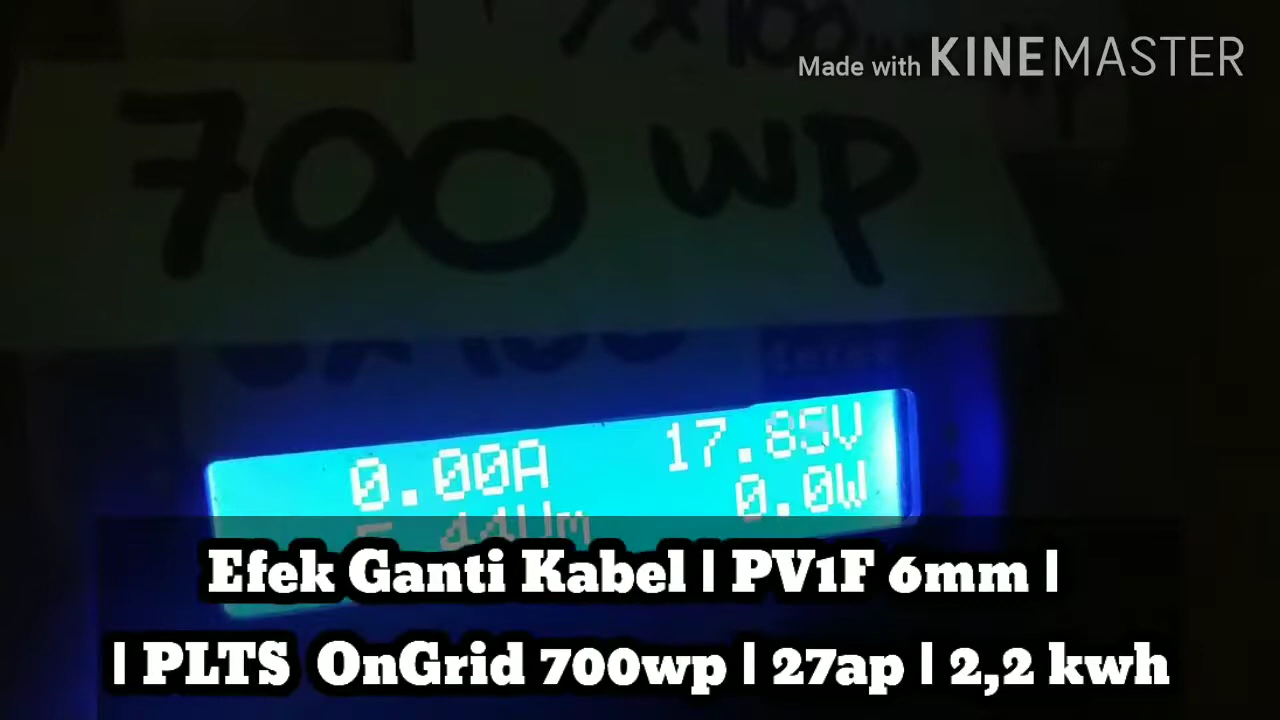 Made with KINEMASTER
700 wp
0.00A 17.85V
0.0W
Efek Ganti Kabel | PV1F 6mm |
| PLTS OnGrid 700wp | 27ap | 2,2 kwh